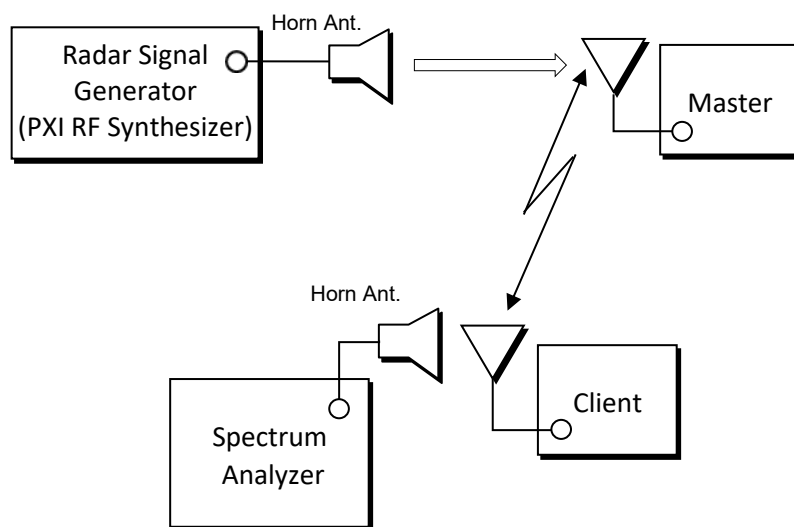 Horn Ant.
Radar Signal
Generator
(PXI RF Synthesizer)
Master
Horn Ant.
Client
Spectrum
Analyzer